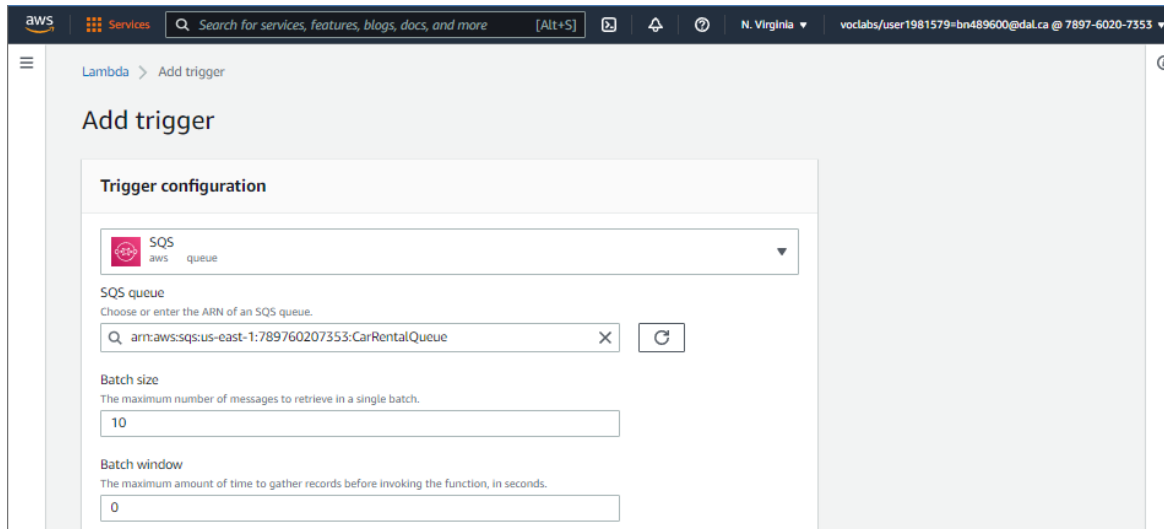 aws Services Search for services, features, blogs, docs, and more [Alt+S] N. Virginia ▼ voclabs/user1981579=bn489600@dal.ca @ 7897-6020-7353 ▼
Lambda > Add trigger
Add trigger
Trigger configuration
SQS
aws queue
SQS queue
Choose or enter the ARN of an SQS queue.
arn:aws:sqs:us-east-1:789760207353:CarRentalQueue
Batch size
The maximum number of messages to retrieve in a single batch.
10
Batch window
The maximum amount of time to gather records before invoking the function, in seconds.
0